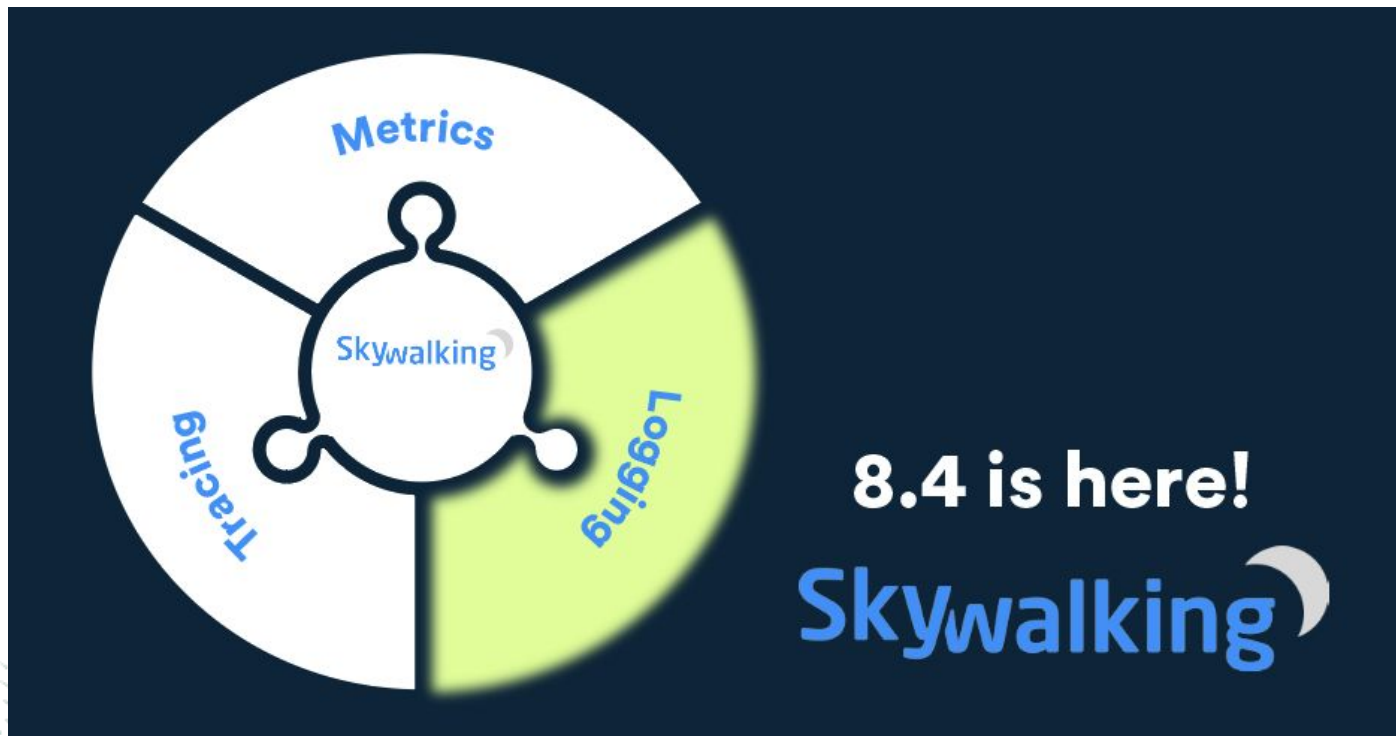 Metrics
Skywalking
Tracing
Logging
8.4 is here!
Skywalking